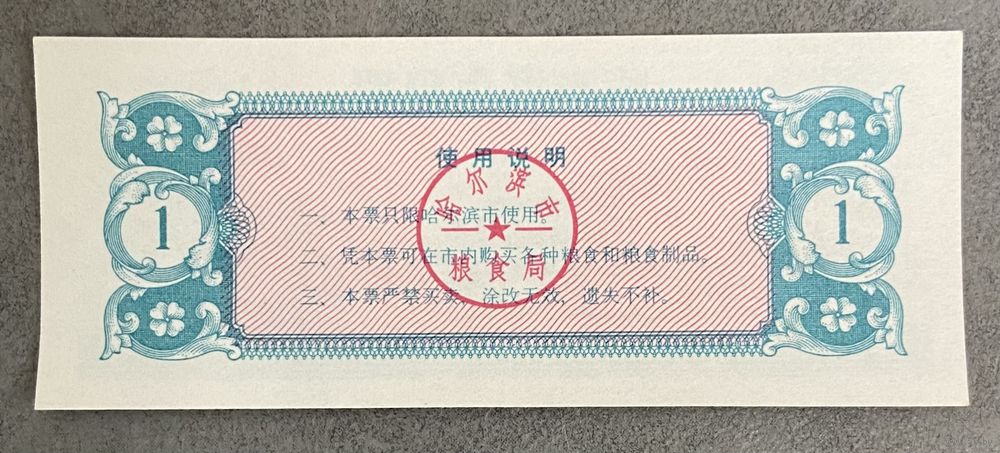 使用说明
哈尔滨市
一、本票只限哈尔滨市使用。
1
二、凭本票可在市内购买各种粮食和粮食制品。
1
粮食局
三、本票严禁买卖，涂改无效，遗失不补。